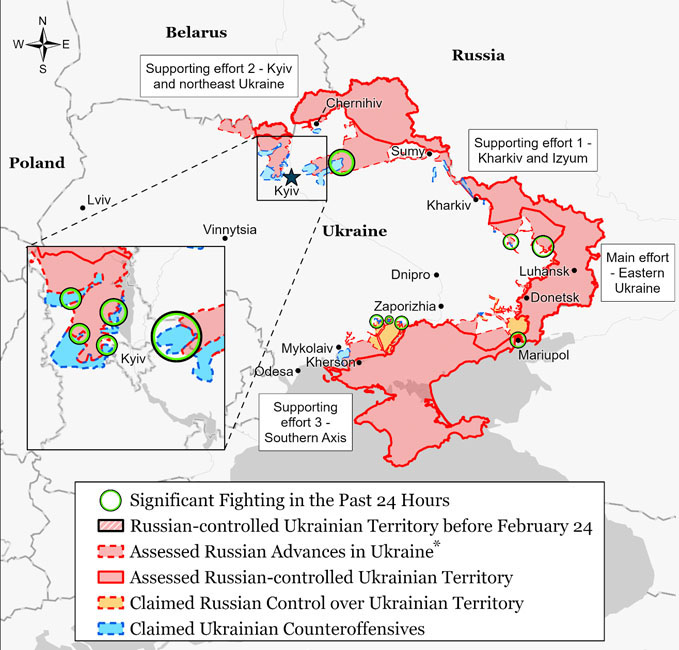 N
W
E
S
Belarus
Russia
Supporting effort 2 - Kyiv
and northeast Ukraine
Chernihiv
Supporting effort 1 -
Kharkiv and Izyum
Poland
Sumy
Kyiv
Lviv
Kharkiv
Vinnytsia
Ukraine
Main effort
- Eastern
Ukraine
Luhansk
Dnipro
Donetsk
Zaporizhia
Mykolaiv
Mariupol
Kyiv
Kherson
Odesa
Supporting
effort 3 -
Southern Axis
Significant Fighting in the Past 24 Hours
Russian-controlled Ukrainian Territory before February 24
Assessed Russian Advances in Ukraine*
Assessed Russian-controlled Ukrainian Territory
Claimed Russian Control over Ukrainian Territory
Claimed Ukrainian Counteroffensives